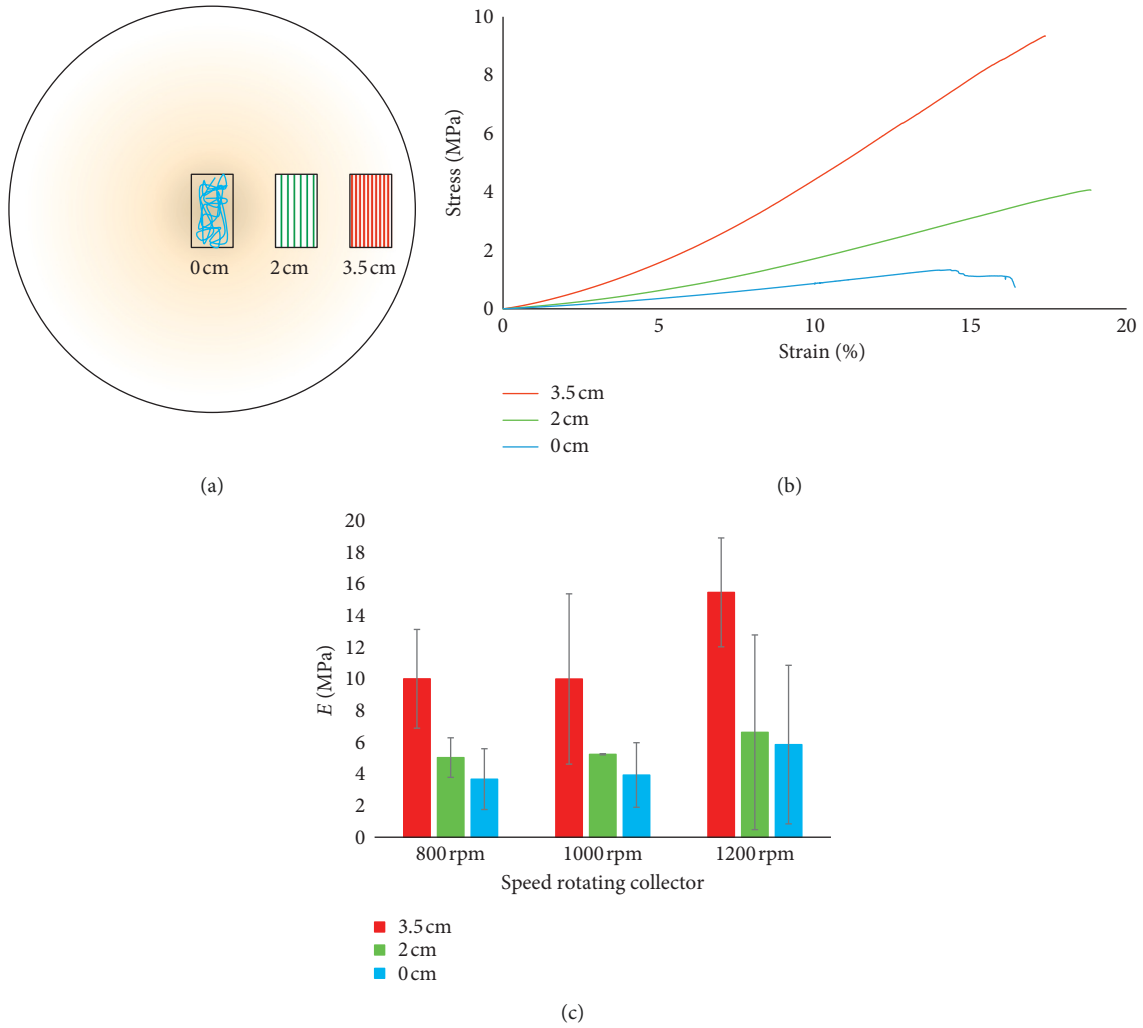 0 cm 2 cm 3.5 cm
(a)
10
8
6
4
2
0
Stress (MPa)
0 5 10 15 20
Strain (%)
3.5 cm
2 cm
0 cm
(b)
20
18
16
14
12
10
8
6
4
2
0
E (MPa)
800 rpm 1000 rpm 1200 rpm
Speed rotating collector
3.5 cm
2 cm
0 cm
(c)